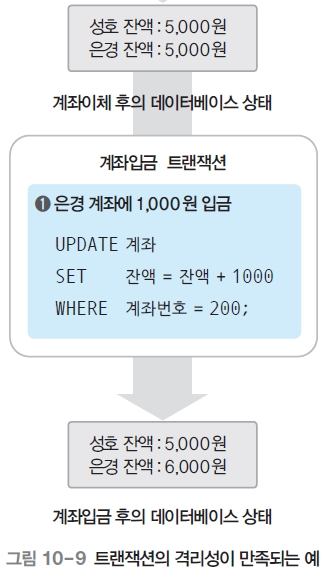 성호 잔액 : 5,000원
은경 잔액 : 5,000원
계좌이체 후의 데이터베이스 상태
계좌입금 트랜잭션
❶ 은경 계좌에 1,000원 입금
UPDATE 계좌
SET 잔액 = 잔액 + 1000
WHERE 계좌번호 = 200;
성호 잔액 : 5,000원
은경 잔액 : 6,000원
계좌입금 후의 데이터베이스 상태
그림 10-9 트랜잭션의 격리성이 만족되는 예